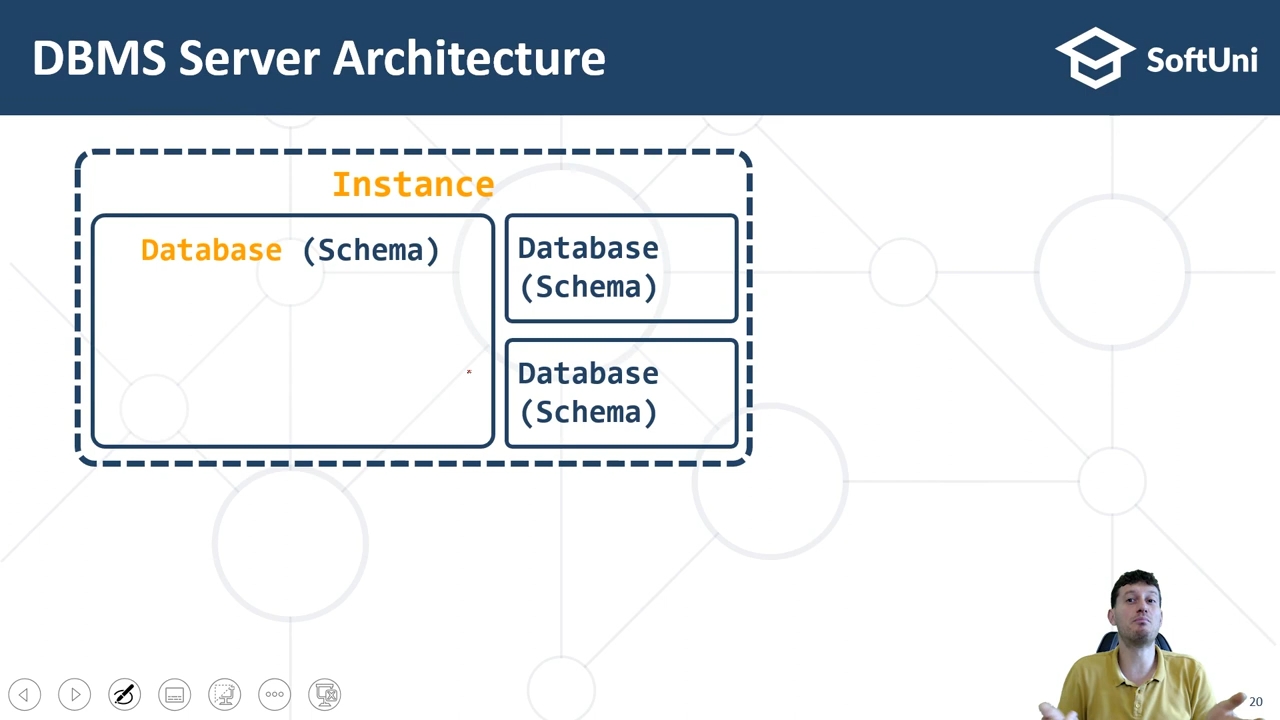 DBMS Server Architecture
SoftUni
Instance
Database (Schema)
Database
(Schema)
Database
(Schema)
20